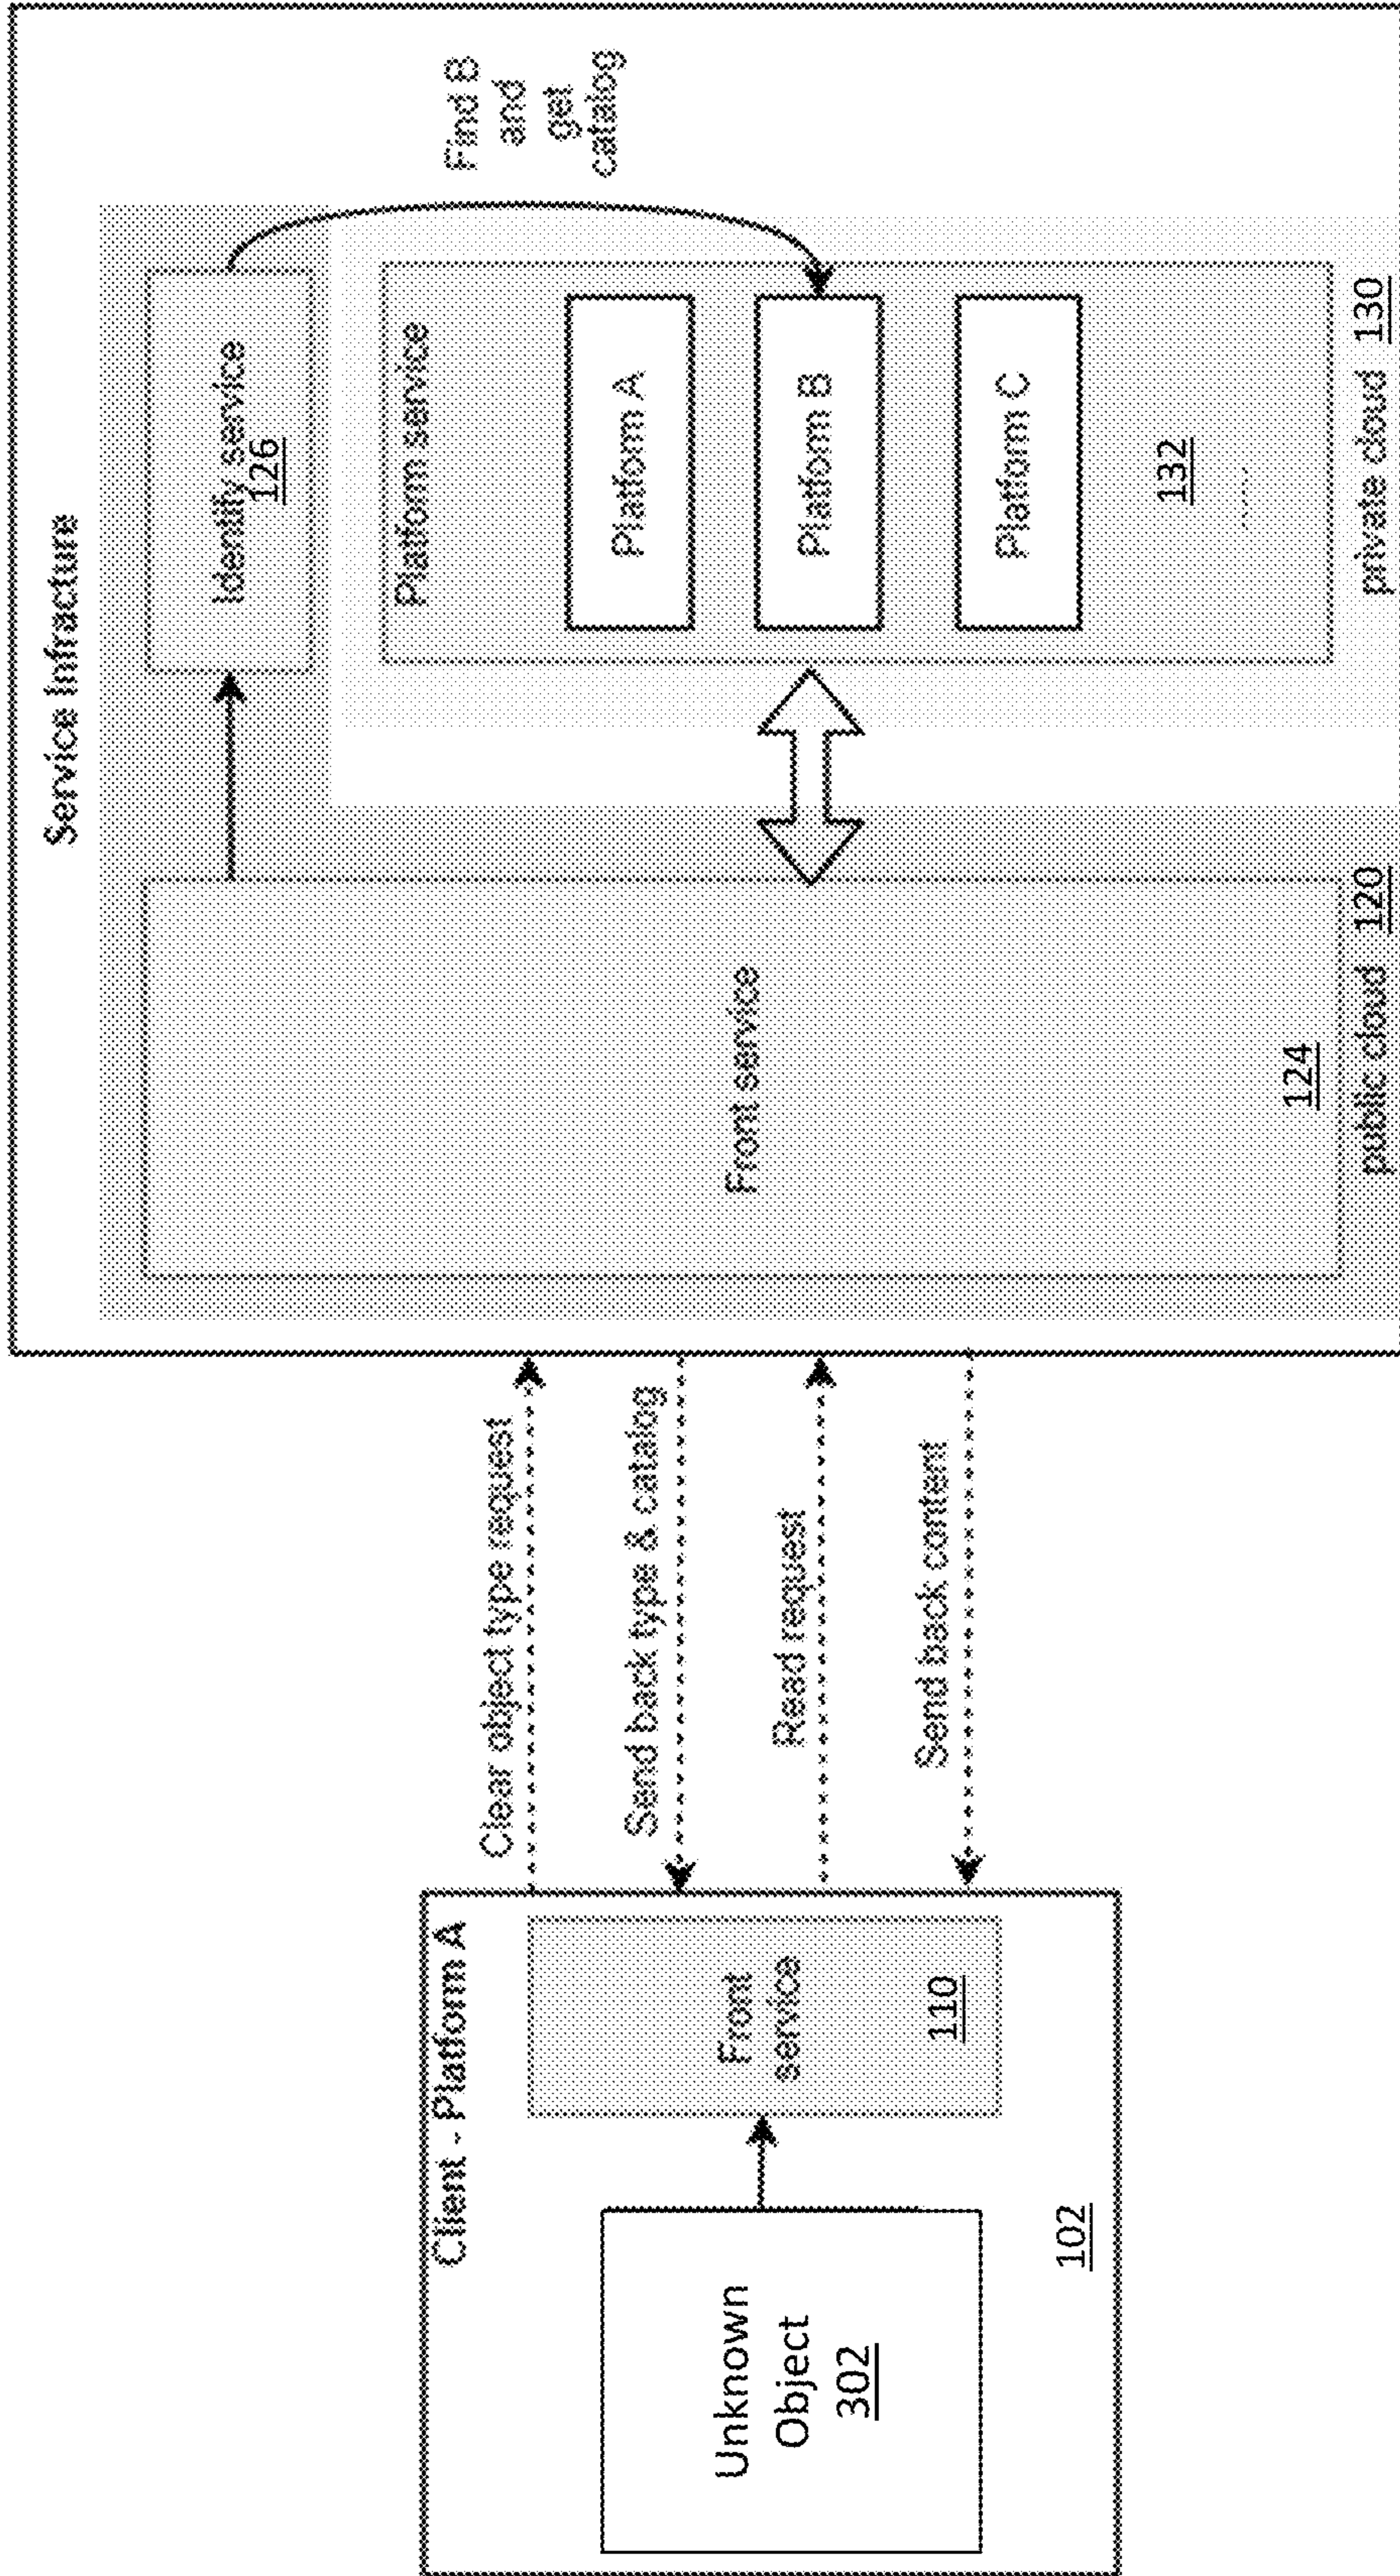 Client - Platform A
Unknown
Object
302
Front
service
110
102
Clear object type request
Send back type & catalog
Read request
Send back content
Service Infracture
Front service
124
public cloud 120
Identify service
126
Platform service
Platform A
Platform B
Platform C
132
......
private cloud 130
Find B
and
get
catalog